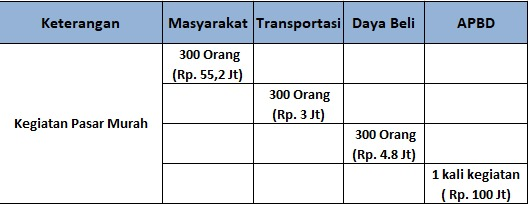 Keterangan Masyarakat Transportasi Daya Beli APBD
300 Orang
(Rp. 55,2 Jt)
300 Orang
(Rp. 3 Jt)
Kegiatan Pasar Murah
300 Orang
(Rp. 4.8 Jt)
1 kali kegiatan
( Rp. 100 Jt)